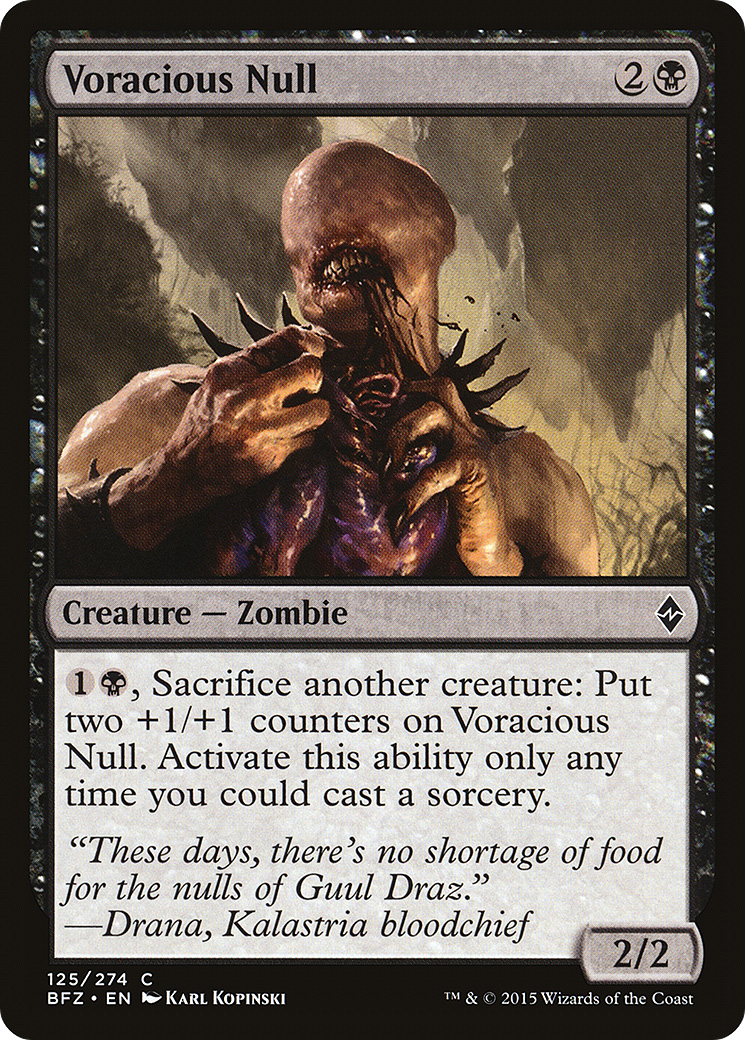 Voracious Null 2
Creature — Zombie
1, Sacrifice another creature: Put
two +1/+1 counters on Voracious
Null. Activate this ability only any
time you could cast a sorcery.
“These days, there’s no shortage of food
for the nulls of Guul Draz.”
—Drana, Kalastria bloodchief
2/2
125/274 C
BFZ • EN Karl Kopinski
™ & © 2015 Wizards of the Coast